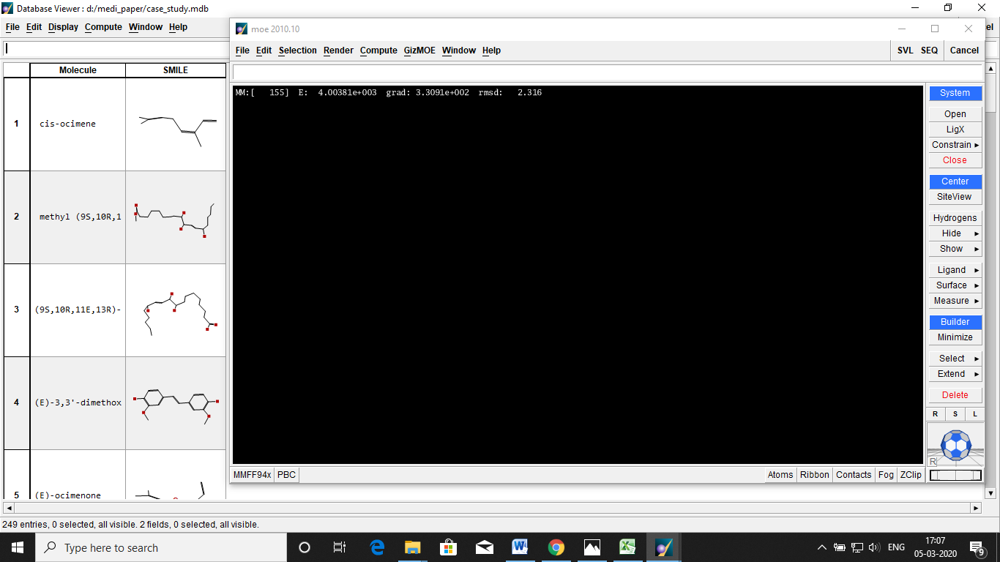 Database Viewer : d:/medi_paper/case_study.mdb
File Edit Display Compute Window Help
Molecule SMILE
1 cis-ocimene
2 methyl (9S,10R,1
3 (9S,10R,11E,13R)-
4 (E)-3,3'-dimethox
5 (E)-ocimenone
249 entries, 0 selected, all visible. 2 fields, 0 selected, all visible.
moe 2010.10
File Edit Selection Render Compute GizMOE Window Help
SVL SEQ Cancel
MM:[ 155] E: 4.00381e+003 grad: 3.3091e+002 rmsd: 2.316
System
Open
LigX
Constrain
Close
Center
SiteView
Hydrogens
Hide
Show
Ligand
Surface
Measure
Builder
Minimize
Select
Extend
Delete
R S L
R
MMFF94x PBC
Atoms Ribbon Contacts Fog ZClip
el
Type here to search
ENG
17:07
05-03-2020
9